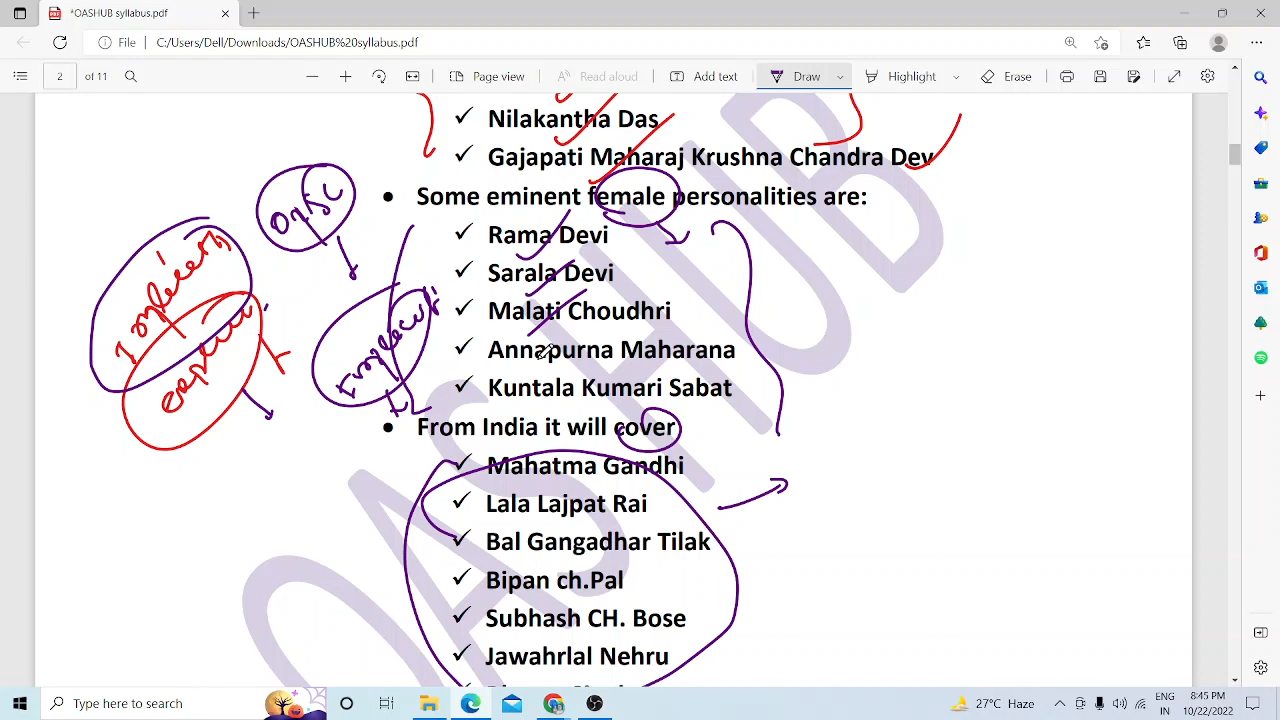 *OASHUB syllabus.pdf
File C:/Users/Dell/Downloads/OASHUB%20syllabus.pdf
2 of 11 Page view Read aloud Add text Draw Highlight Erase
✓ Nilakantha Das
✓ Gajapati Maharaj Krushna Chandra Dev
• Some eminent female personalities are:
✓ Rama Devi
✓ Sarala Devi
✓ Malati Choudhri
✓ Annapurna Maharana
✓ Kuntala Kumari Sabat
• From India it will cover
✓ Mahatma Gandhi
✓ Lala Lajpat Rai
✓ Bal Gangadhar Tilak
✓ Bipan ch.Pal
✓ Subhash CH. Bose
✓ Jawahrlal Nehru
OASHUB
OPSC
Type here to search
27°C Haze
ENG
IN
8:45 PM
10/22/2022